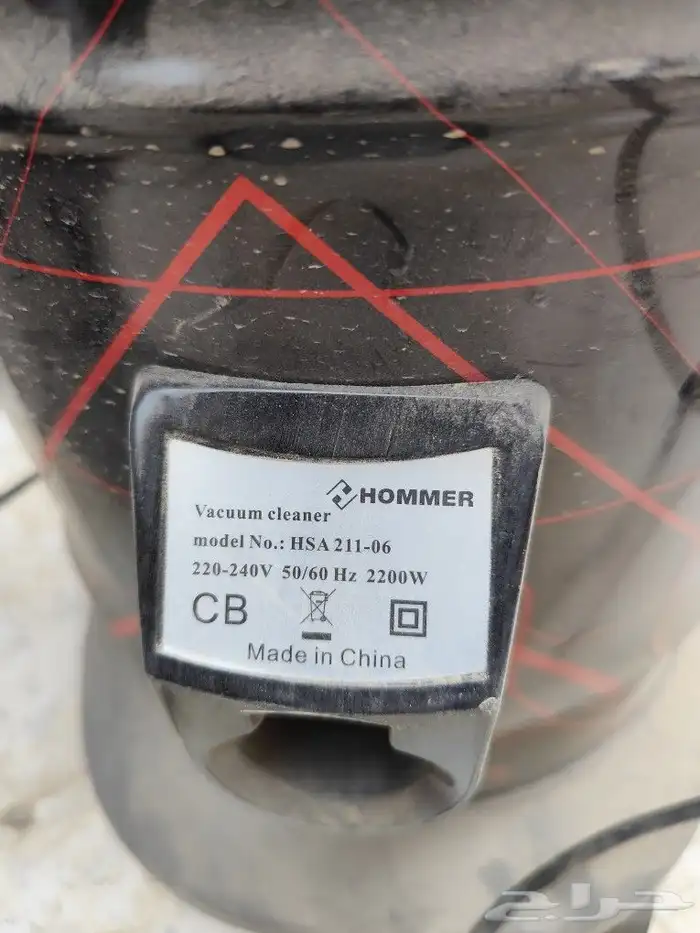 HOMMER
Vacuum cleaner
model No.: HSA 211-06
220-240V 50/60 Hz 2200W
CB
Made in China
حراج